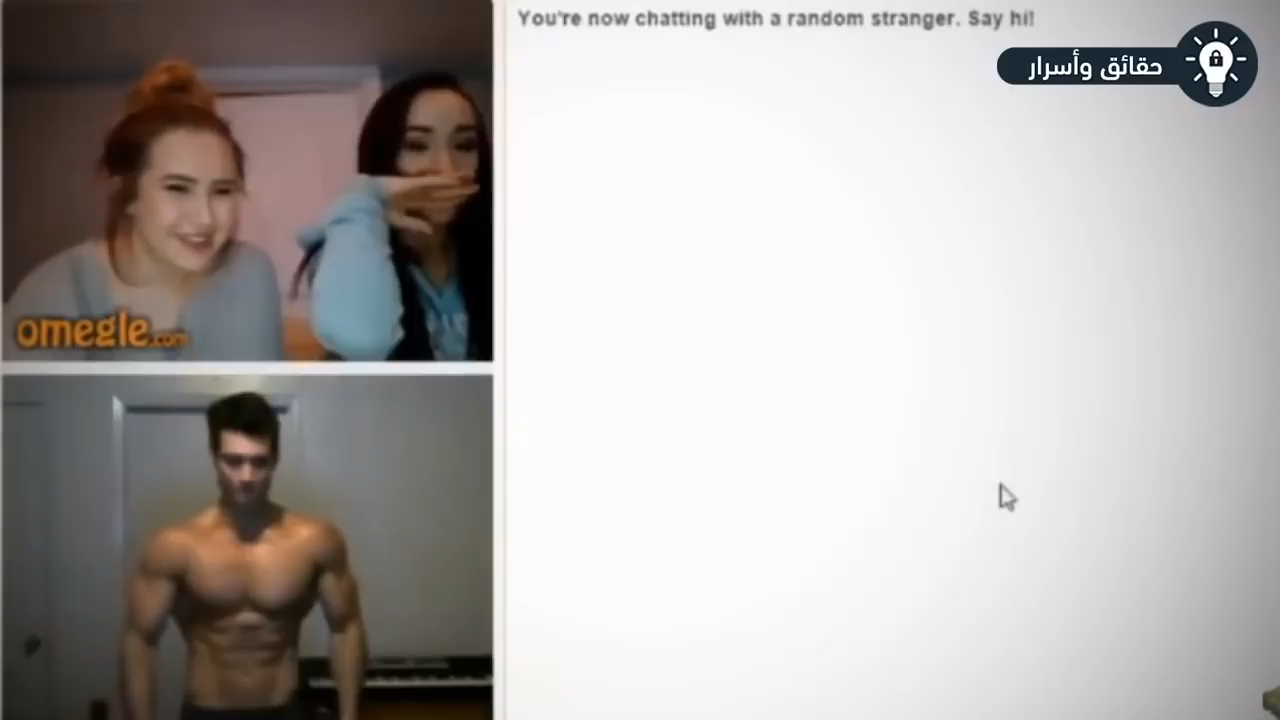 You're now chatting with a random stranger. Say hi!
حقائق وأسرار
omegle.com